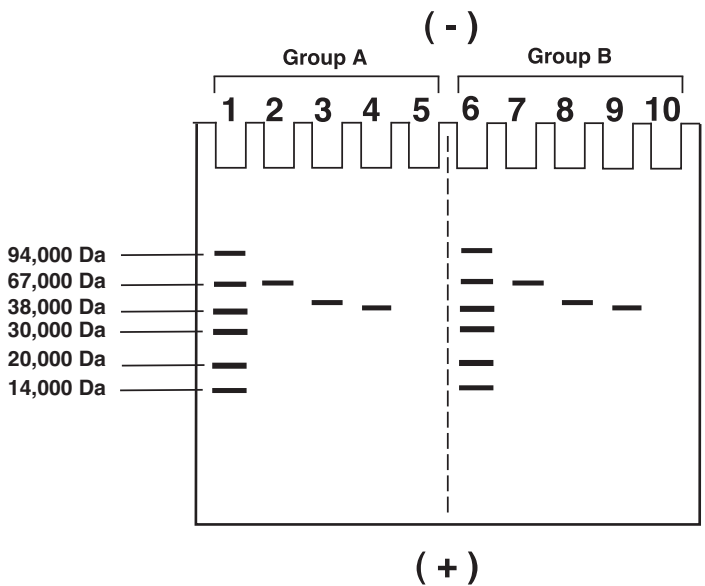 ( - )
Group A
Group B
1 2 3 4 5 6 7 8 9 10
94,000 Da
67,000 Da
38,000 Da
30,000 Da
20,000 Da
14,000 Da
( + )